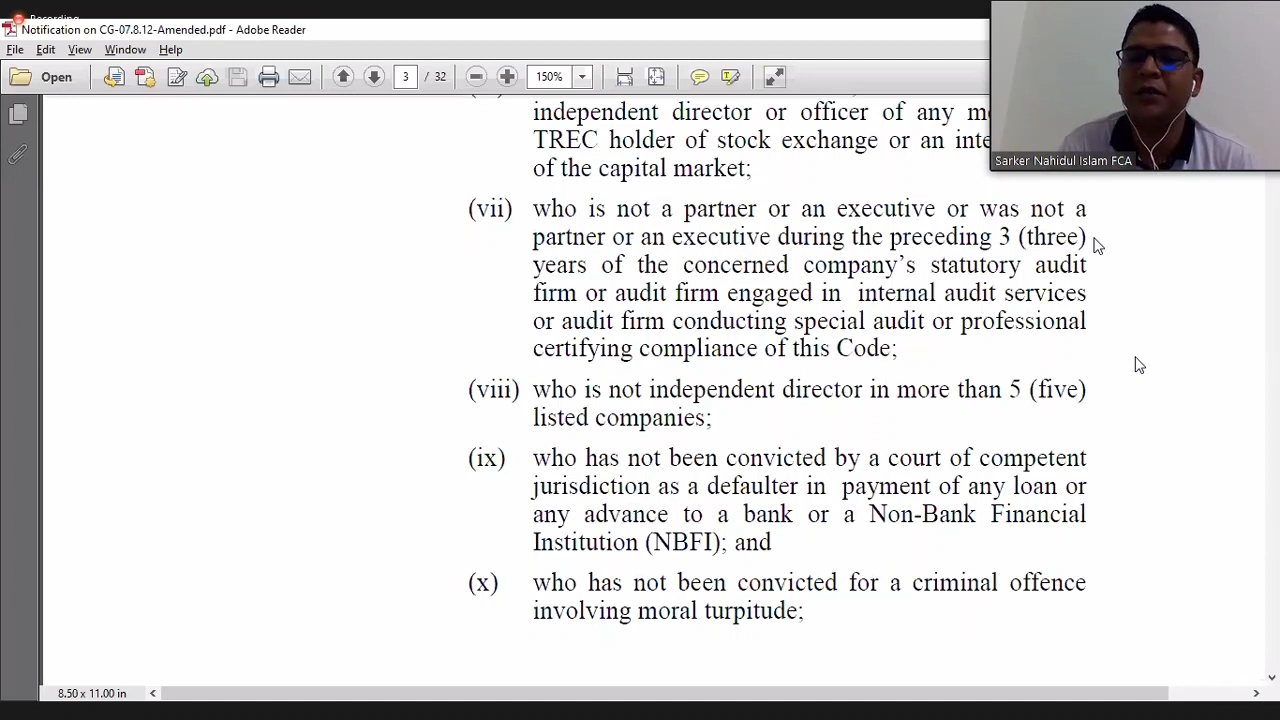 Recording
Notification on CG-07.8.12-Amended.pdf - Adobe Reader
File Edit View Window Help
Open 3 / 32 150%
independent director or officer of any
TREC holder of stock exchange or an
of the capital market;
Sarker Nahidul Islam FCA
(vii) who is not a partner or an executive or was not a
partner or an executive during the preceding 3 (three)
years of the concerned company’s statutory audit
firm or audit firm engaged in internal audit services
or audit firm conducting special audit or professional
certifying compliance of this Code;
(viii) who is not independent director in more than 5 (five)
listed companies;
(ix) who has not been convicted by a court of competent
jurisdiction as a defaulter in payment of any loan or
any advance to a bank or a Non-Bank Financial
Institution (NBFI); and
(x) who has not been convicted for a criminal offence
involving moral turpitude;
8.50 x 11.00 in